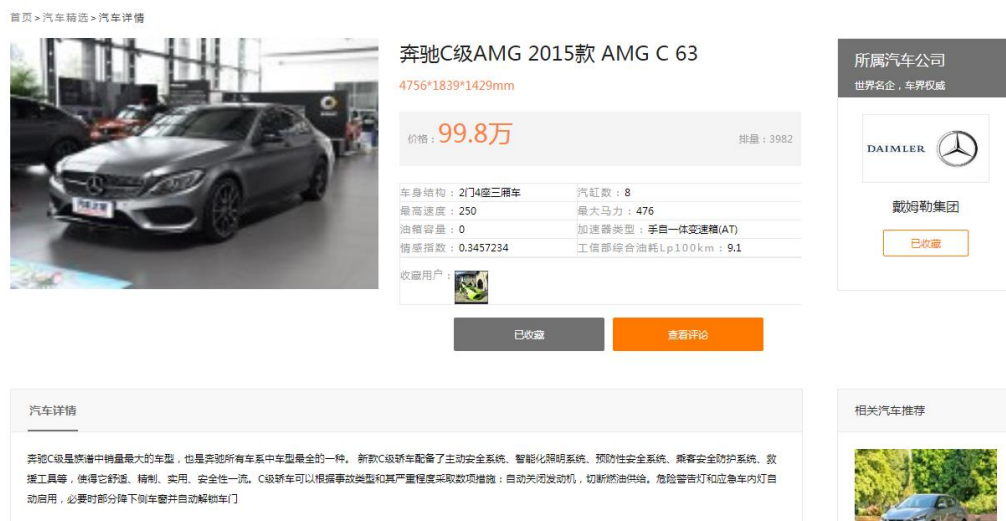 首页>汽车精选>汽车详情
奔驰C级AMG 2015款 AMG C 63
4756*1839*1429mm
价格：99.8万
排量：3982
车身结构：2门4座三厢车
汽缸数：8
最高速度：250
最大马力：476
油箱容量：0
加速器类型：手自一体变速箱(AT)
情感指数：0.3457234
工信部综合油耗Lp100km：9.1
收藏用户：
已收藏
查看评论
所属汽车公司
世界名企，车界权威
DAIMLER
戴姆勒集团
已收藏
汽车详情
奔驰C级是族谱中销量最大的车型，也是奔驰所有车系中车型最全的一种。 新款C级轿车配备了主动安全系统、智能化照明系统、预防性安全系统、乘客安全防护系统、救
援工具等，使得它舒适、精制、实用、安全性一流。C级轿车可以根据事故类型和其严重程度采取数项措施：自动关闭发动机，切断燃油供给。危险警告灯和应急车内灯自
动启用，必要时部分降下侧车窗并自动解锁车门
相关汽车推荐